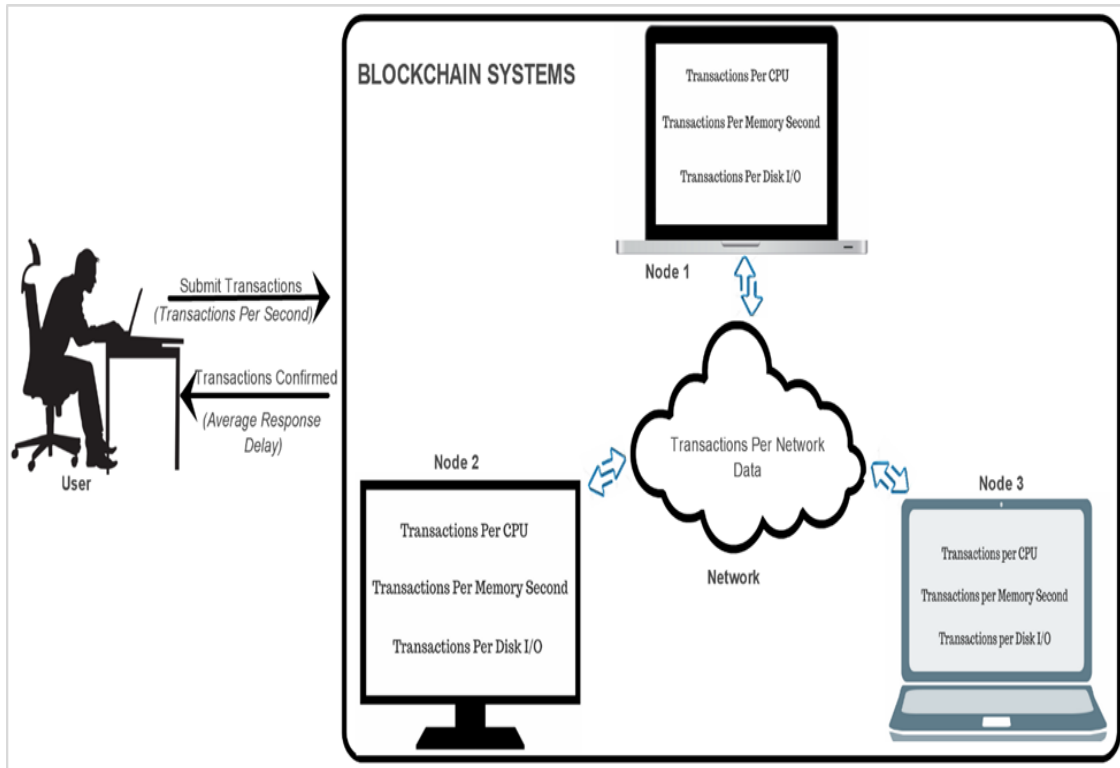 BLOCKCHAIN SYSTEMS
Transactions Per CPU
Transactions Per Memory Second
Transactions Per Disk I/O
Node 1
Submit Transactions
(Transactions Per Second)
Transactions Confirmed
(Average Response
Delay)
User
Transactions Per Network
Data
Network
Node 2
Transactions Per CPU
Transactions Per Memory Second
Transactions Per Disk I/O
Node 3
Transactions per CPU
Transactions per Memory Second
Transactions per Disk I/O